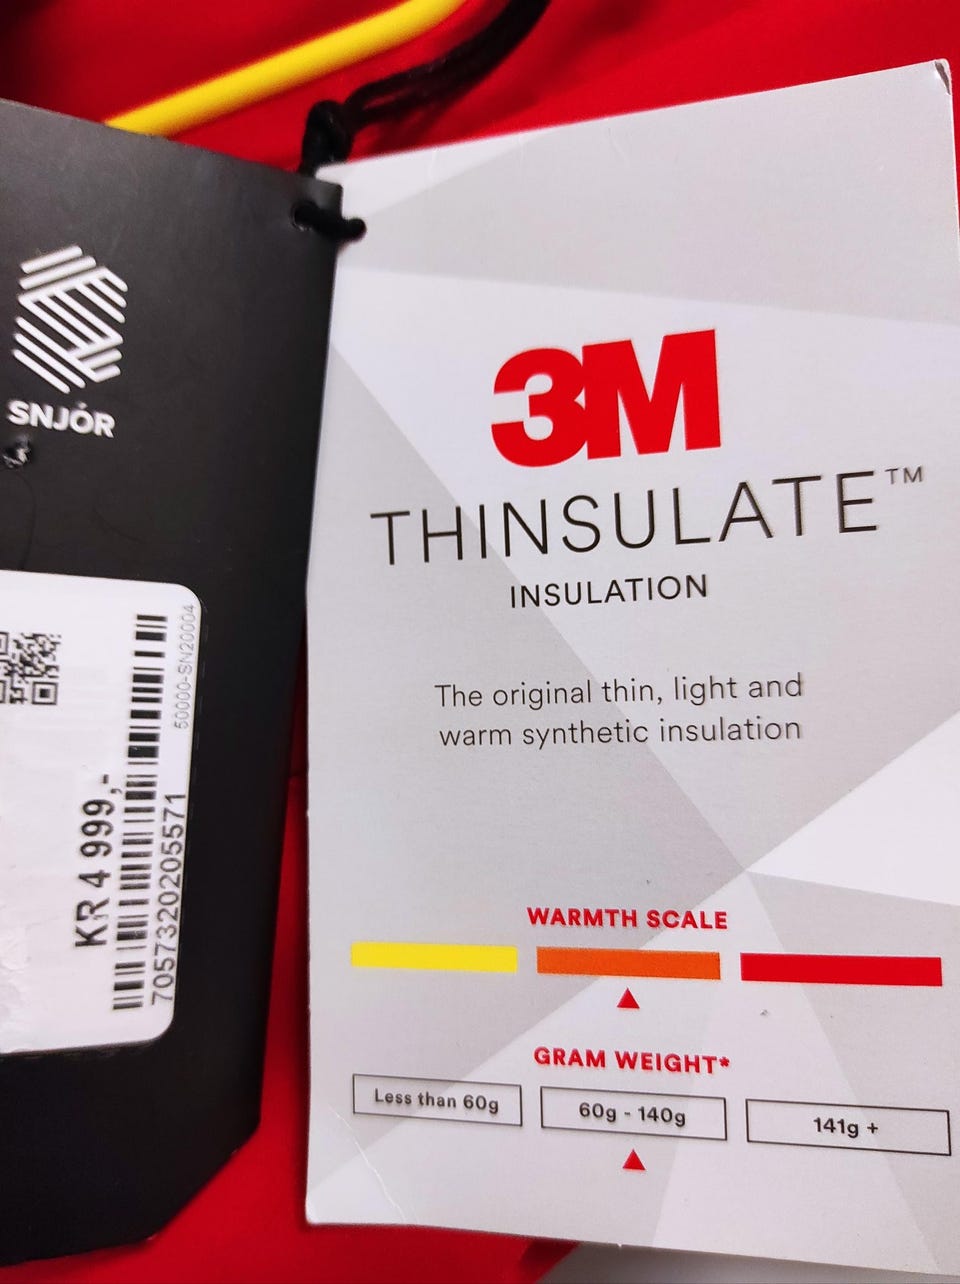 SNJÓR
50000-SN20004
KR 4 999,-
7057320205571
3M
THINSULATE™
INSULATION
The original thin, light and
warm synthetic insulation
WARMTH SCALE
GRAM WEIGHT*
Less than 60g
60g - 140g
141g +